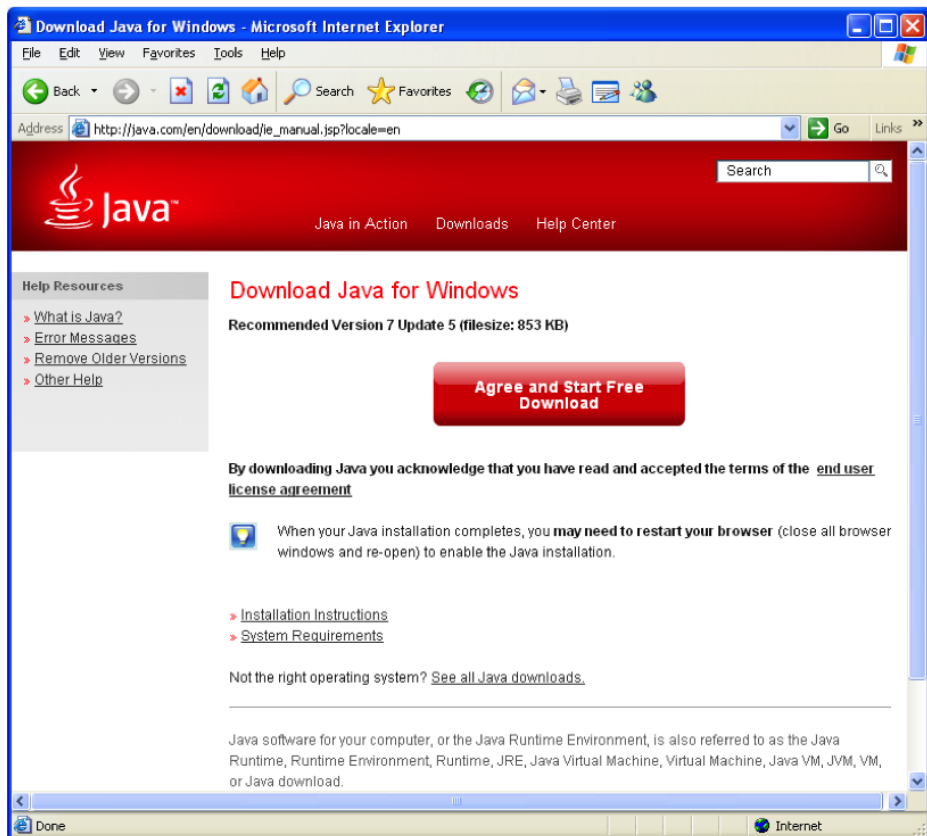 Download Java for Windows - Microsoft Internet Explorer
File Edit View Favorites Tools Help
Back Search Favorites
Address http://java.com/en/download/ie_manual.jsp?locale=en Go Links »
Search
Java™
Java in Action Downloads Help Center
Help Resources
» What is Java?
» Error Messages
» Remove Older Versions
» Other Help
Download Java for Windows
Recommended Version 7 Update 5 (filesize: 853 KB)
Agree and Start Free
Download
By downloading Java you acknowledge that you have read and accepted the terms of the end user
license agreement
When your Java installation completes, you may need to restart your browser (close all browser
windows and re-open) to enable the Java installation.
» Installation Instructions
» System Requirements
Not the right operating system? See all Java downloads.
Java software for your computer, or the Java Runtime Environment, is also referred to as the Java
Runtime, Runtime Environment, Runtime, JRE, Java Virtual Machine, Virtual Machine, Java VM, JVM, VM,
or Java download.
Done Internet